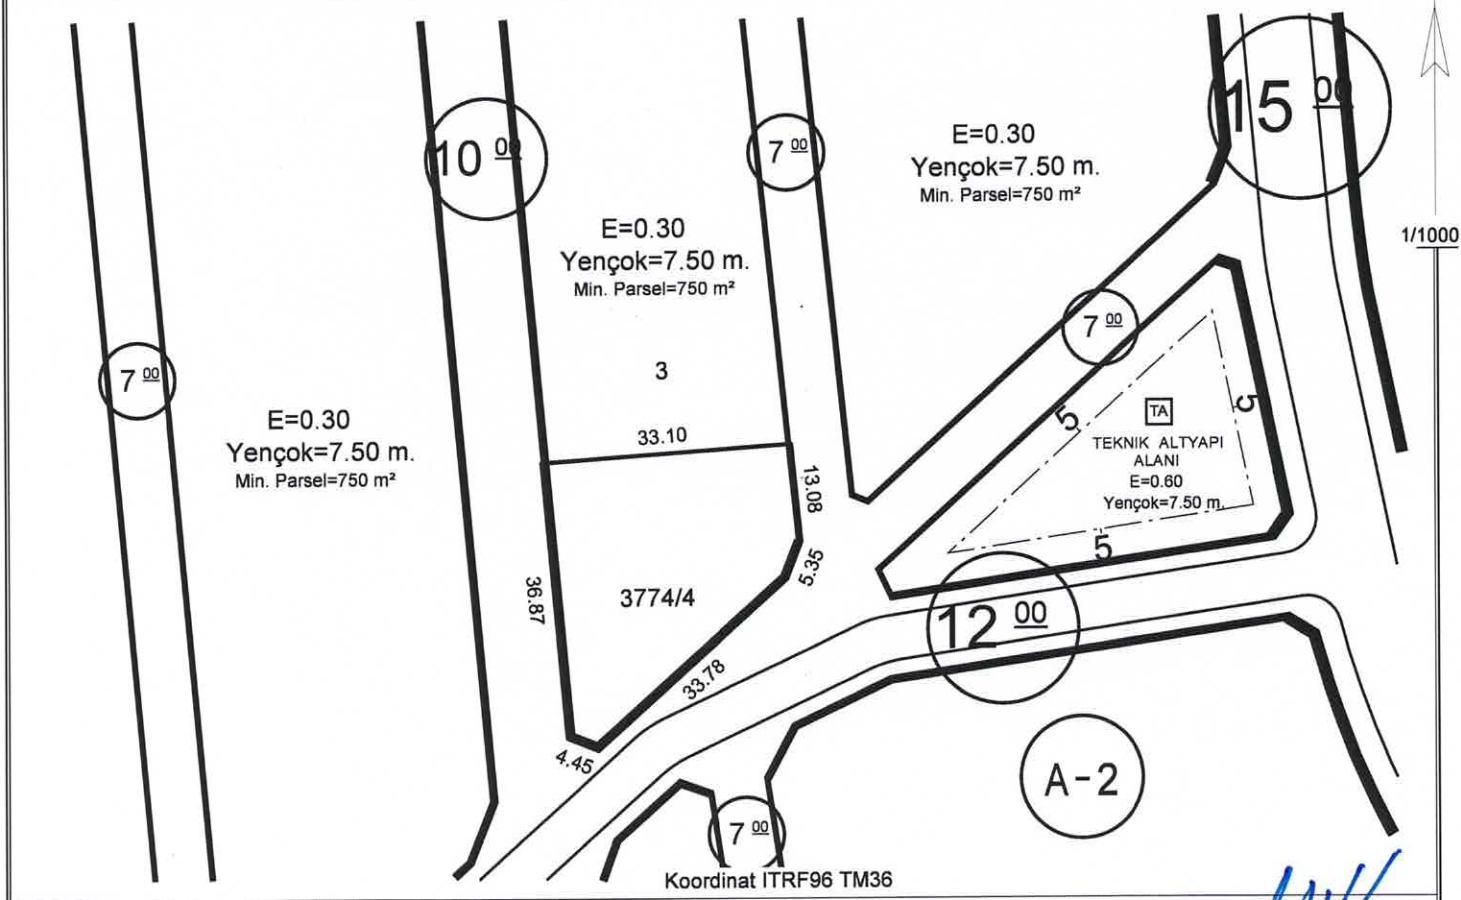 15 00
10 00
7 00
E=0.30
Yençok=7.50 m.
Min. Parsel=750 m²
1/1000
E=0.30
Yençok=7.50 m.
Min. Parsel=750 m²
7 00
7 00
3
E=0.30
Yençok=7.50 m.
Min. Parsel=750 m²
33.10
13.08
5.35
36.87
3774/4
33.78
4.45
5
5
TA
TEKNIK ALTYAPI
ALANI
E=0.60
Yençok=7.50 m.
5
12 00
A-2
7 00
Koordinat ITRF96 TM36